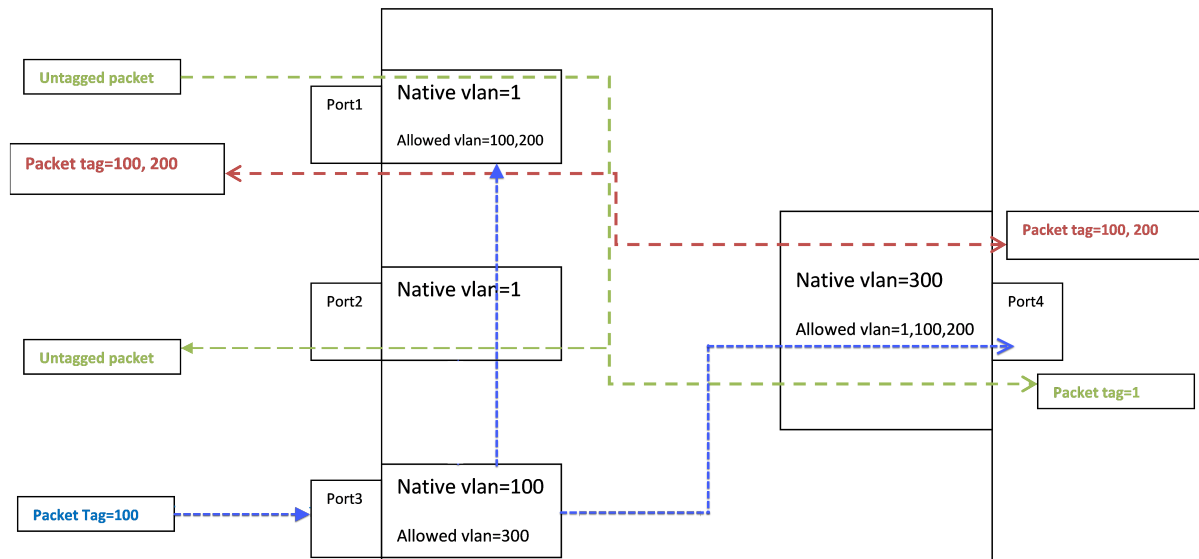 Untagged packet
Port1
Native vlan=1
Allowed vlan=100,200
Packet tag=100, 200
Packet tag=100, 200
Port2
Native vlan=1
Native vlan=300
Port4
Allowed vlan=1,100,200
Untagged packet
Packet tag=1
Port3
Native vlan=100
Packet Tag=100
Allowed vlan=300